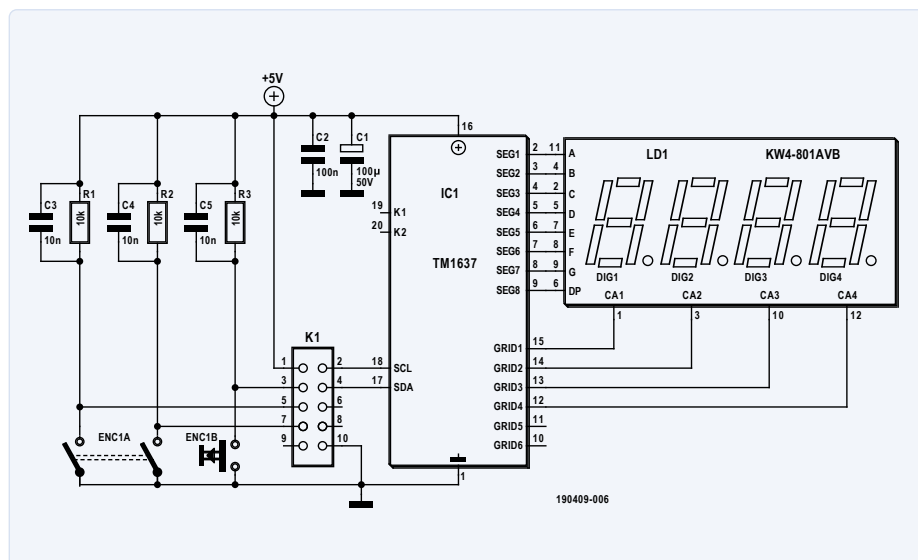 +5V
C3
10n
R1
10k
C4
10n
R2
10k
C5
10n
R3
10k
C2
100n
C1
100µ
50V
16
IC1
TM1637
19
K1
20
K2
18
SCL
17
SDA
1
SEG1
2
SEG2
3
SEG3
4
SEG4
5
SEG5
6
SEG6
7
SEG7
8
SEG8
9
GRID1
15
GRID2
14
GRID3
13
GRID4
12
GRID5
11
GRID6
10
LD1
KW4-801AVB
11
A
4
B
2
C
5
D
7
E
8
F
9
G
6
DP
DIG1
DIG2
DIG3
DIG4
CA1
CA2
CA3
CA4
1
3
10
12
K1
1
2
3
4
5
6
7
8
9
10
ENC1A
ENC1B
190409-006